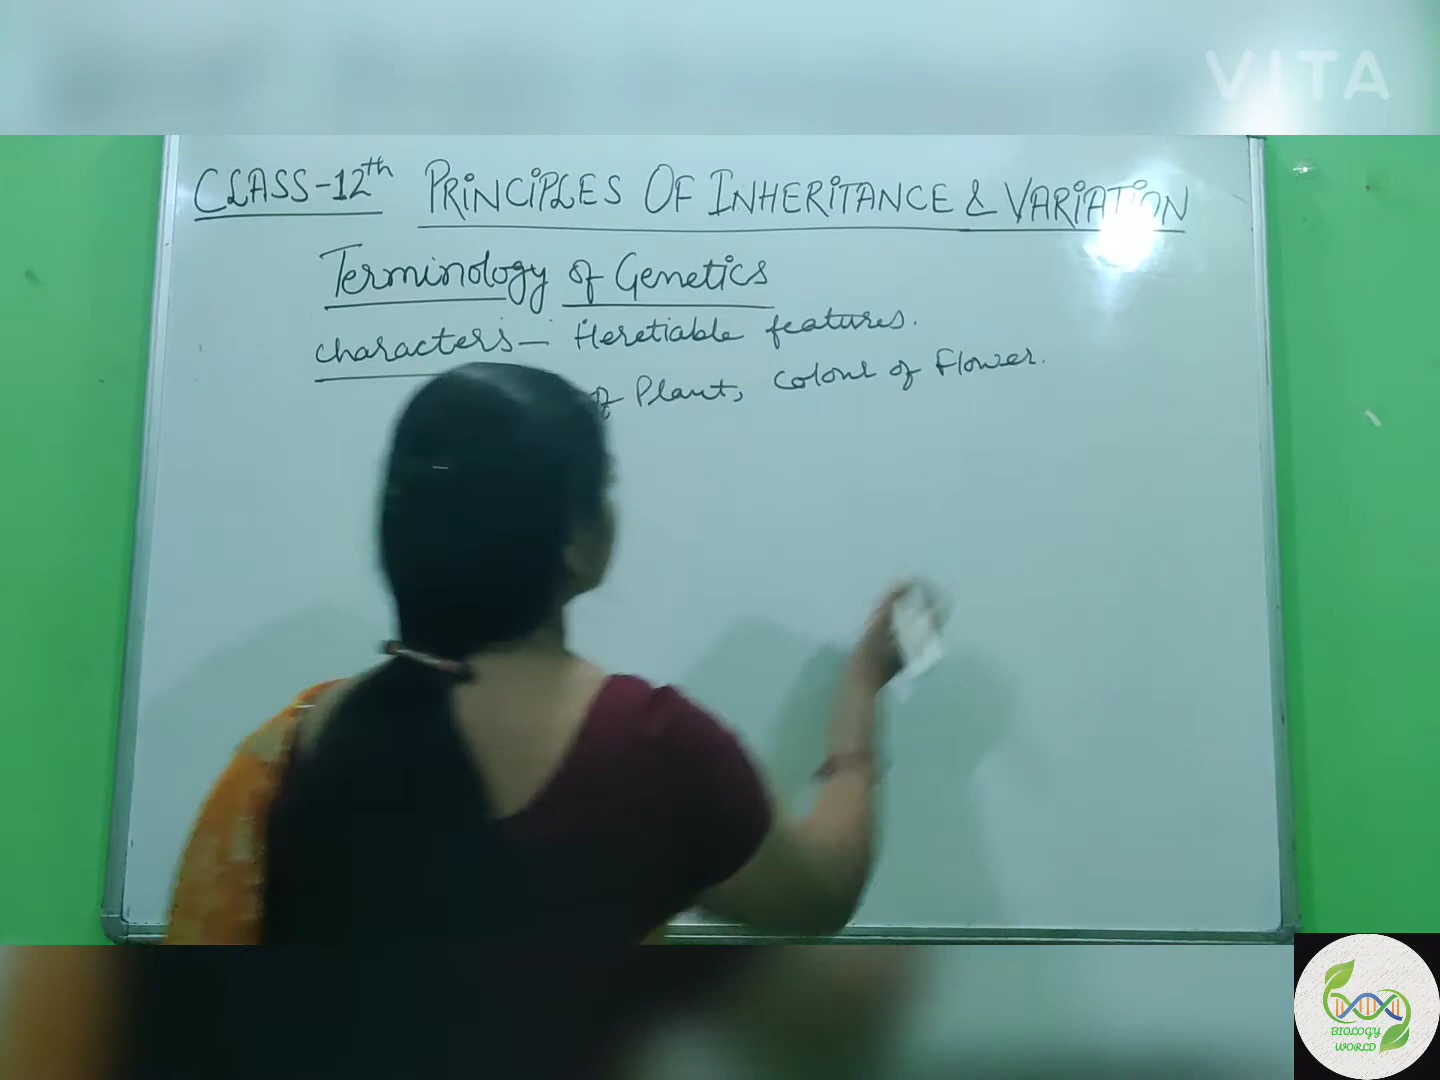 VITA
CLASS-12th PRINCIPLES OF INHERITANCE & VARIATION
Terminology of Genetics
characters- Heretiable features.
of Plant, Colour of Flower.
BIOLOGY
WORLD